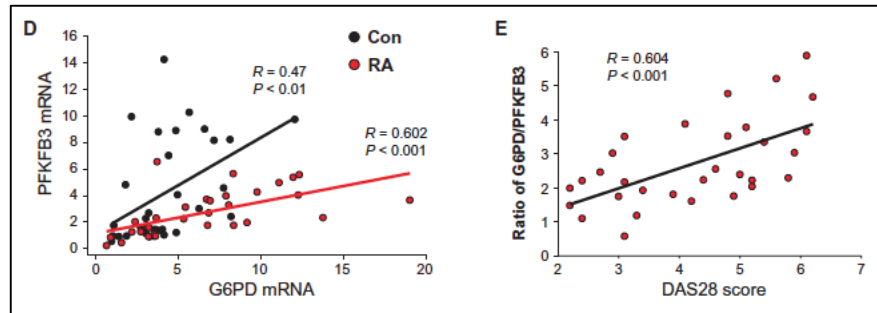 D
PFKFB3 mRNA
16
14
12
10
8
6
4
2
0
0
5
10
15
20
G6PD mRNA
Con
RA
R = 0.47
P < 0.01
R = 0.602
P < 0.001
E
Ratio of G6PD/PFKFB3
6
5
4
3
2
1
0
2
3
4
5
6
7
DAS28 score
R = 0.604
P < 0.001